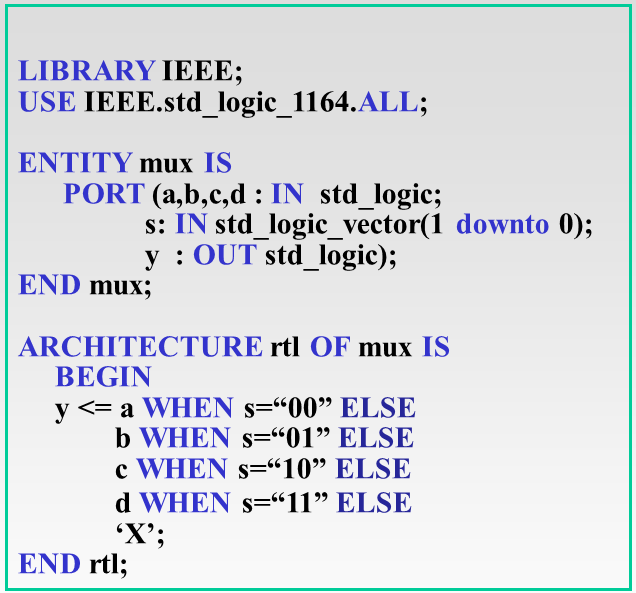 LIBRARY IEEE;
USE IEEE.std_logic_1164.ALL;
ENTITY mux IS
PORT (a,b,c,d : IN std_logic;
s: IN std_logic_vector(1 downto 0);
y : OUT std_logic);
END mux;
ARCHITECTURE rtl OF mux IS
BEGIN
y <= a WHEN s=“00” ELSE
b WHEN s=“01” ELSE
c WHEN s=“10” ELSE
d WHEN s=“11” ELSE
‘X’;
END rtl;